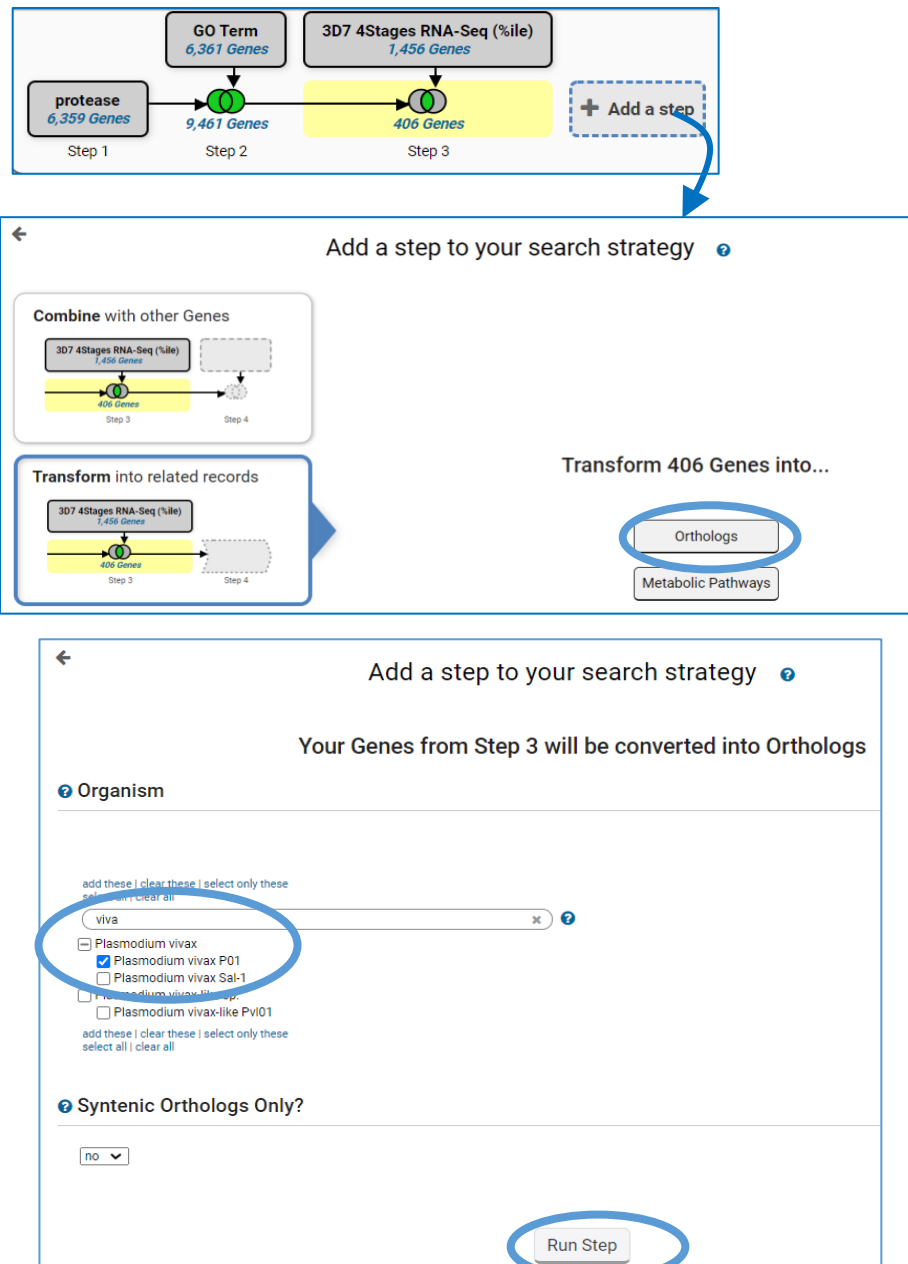 GO Term
6,361 Genes
3D7 4Stages RNA-Seq (%ile)
1,456 Genes
protease
6,359 Genes
9,461 Genes
406 Genes
+ Add a step
Step 1
Step 2
Step 3
Add a step to your search strategy ?
Combine with other Genes
3D7 4Stages RNA-Seq (%ile)
1,456 Genes
406 Genes
Step 3
Step 4
Transform into related records
3D7 4Stages RNA-Seq (%ile)
1,456 Genes
406 Genes
Step 3
Step 4
Transform 406 Genes into...
Orthologs
Metabolic Pathways
Add a step to your search strategy ?
Your Genes from Step 3 will be converted into Orthologs
? Organism
add these | clear these | select only these
select all | clear all
viva
Plasmodium vivax
Plasmodium vivax P01
Plasmodium vivax Sal-1
Plasmodium vivax-like sp.
Plasmodium vivax-like Pvl01
add these | clear these | select only these
select all | clear all
? Syntenic Orthologs Only?
no
Run Step